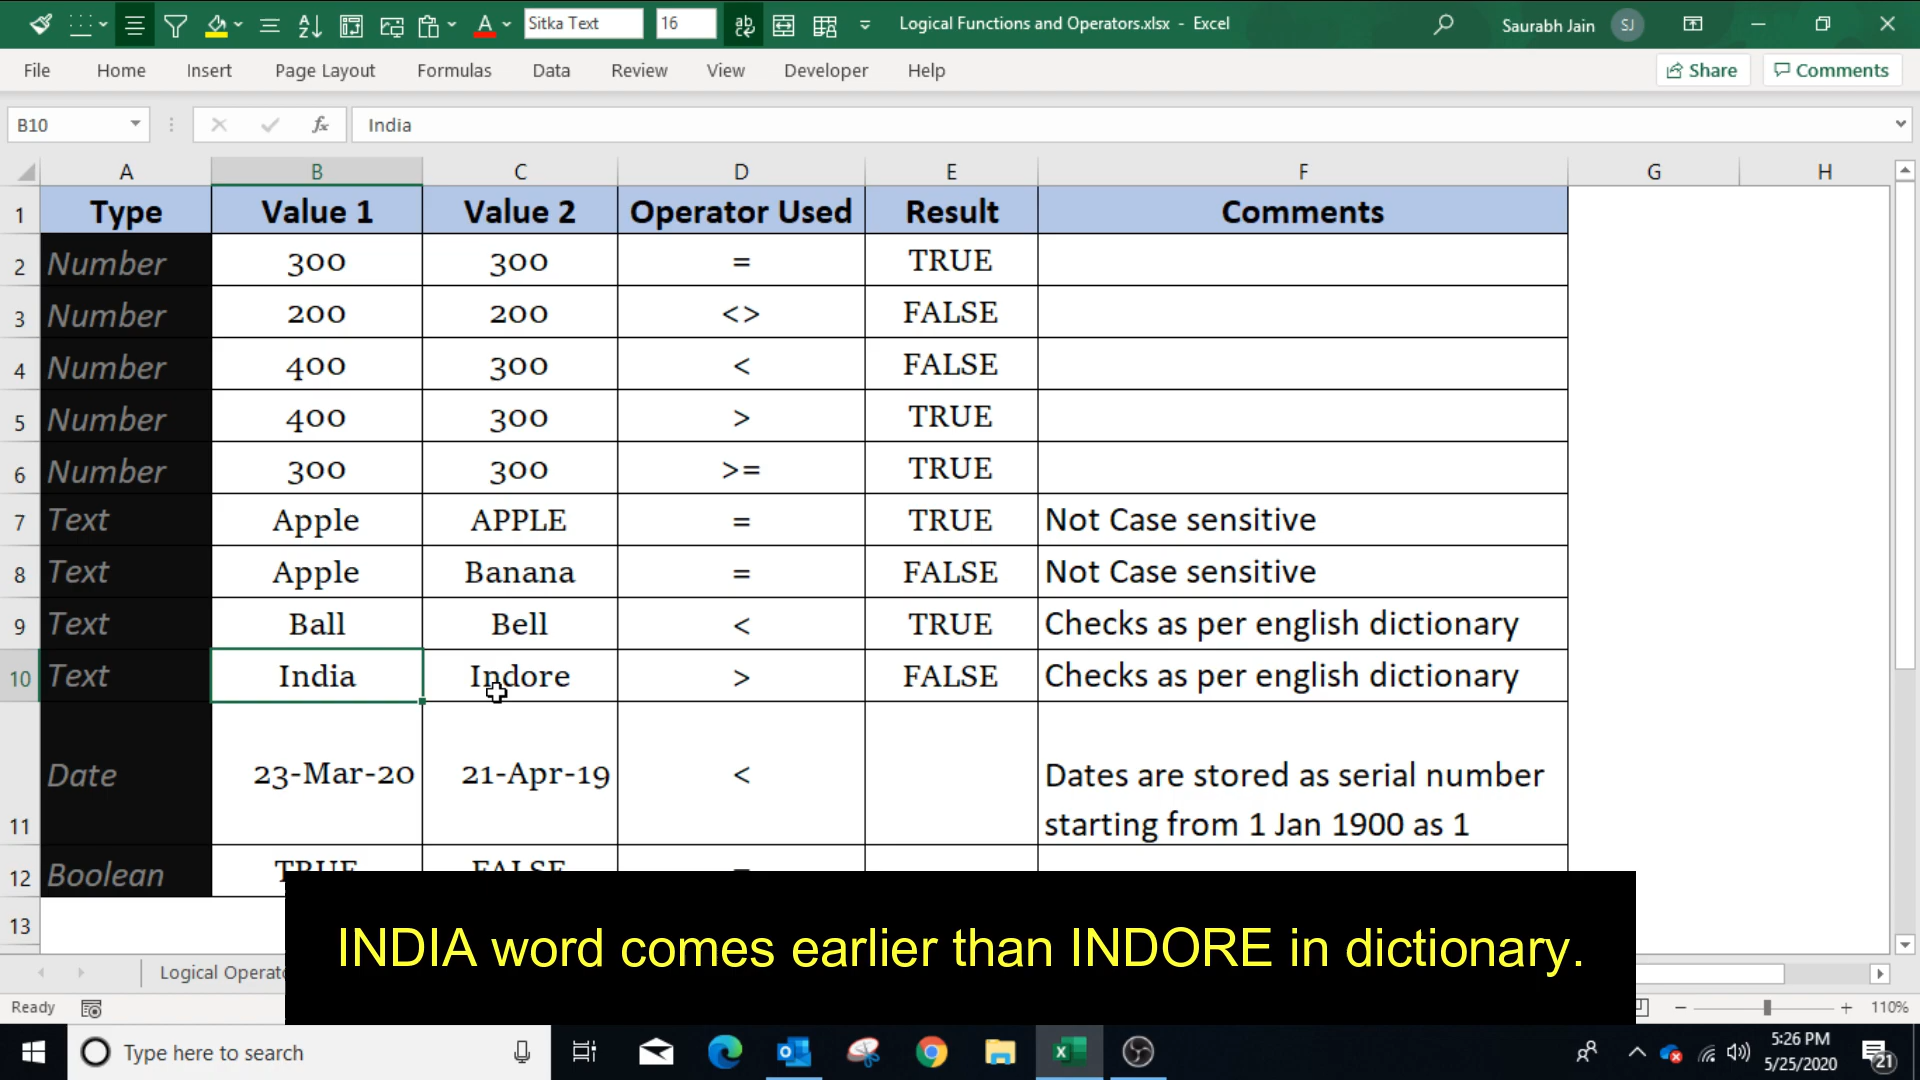 Sitka Text 16 ab Logical Functions and Operators.xlsx - Excel Saurabh Jain SJ
File Home Insert Page Layout Formulas Data Review View Developer Help Share Comments
B10 fx India
A B C D E F G H
1 Type Value 1 Value 2 Operator Used Result Comments
2 Number 300 300 = TRUE
3 Number 200 200 <> FALSE
4 Number 400 300 < FALSE
5 Number 400 300 > TRUE
6 Number 300 300 >= TRUE
7 Text Apple APPLE = TRUE Not Case sensitive
8 Text Apple Banana = FALSE Not Case sensitive
9 Text Ball Bell < TRUE Checks as per english dictionary
10 Text India Indore > FALSE Checks as per english dictionary
11 Date 23-Mar-20 21-Apr-19 < Dates are stored as serial number
starting from 1 Jan 1900 as 1
12 Boolean TRUE FALSE =
13
INDIA word comes earlier than INDORE in dictionary.
Logical Operato
Ready 110%
Type here to search 5:26 PM
5/25/2020 21